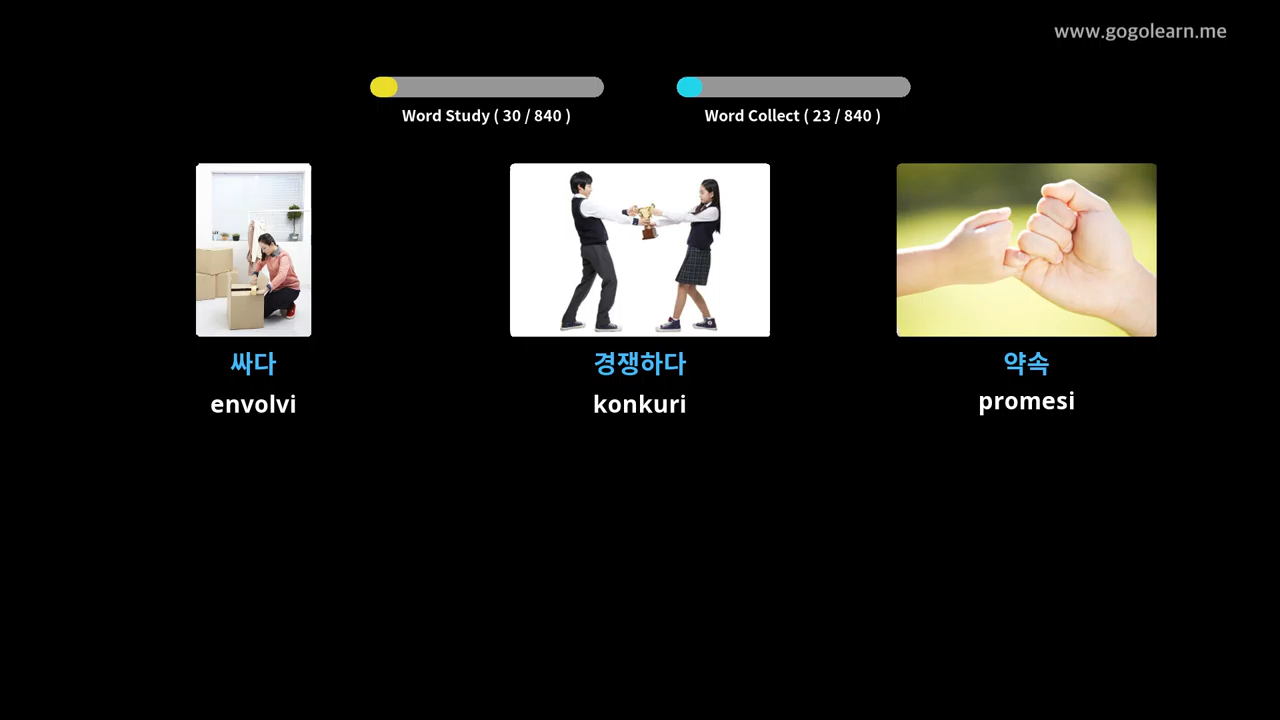 www.gogolearn.me
Word Study ( 30 / 840 )
Word Collect ( 23 / 840 )
싸다
경쟁하다
약속
envolvi
konkuri
promesi